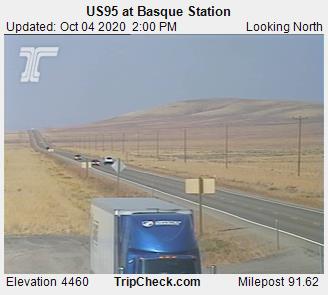 US95 at Basque Station
Updated: Oct 04 2020 2:00 PM Looking North
Elevation 4460 TripCheck.com Milepost 91.62